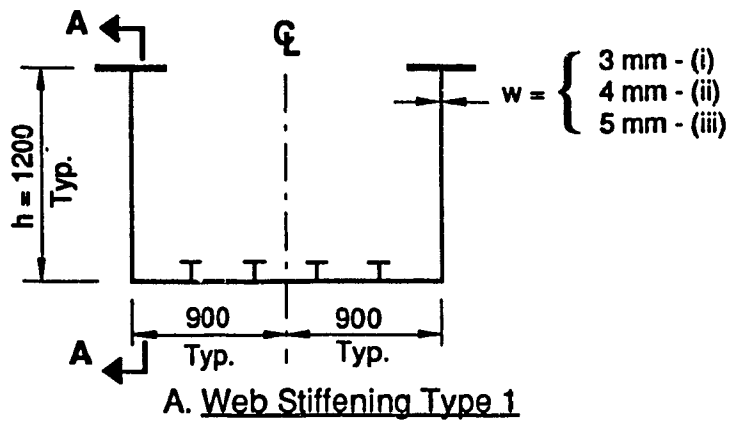 A
℄
w =
3 mm - (i)
4 mm - (ii)
5 mm - (iii)
h = 1200
Typ.
900
900
Typ.
Typ.
A
A. Web Stiffening Type 1